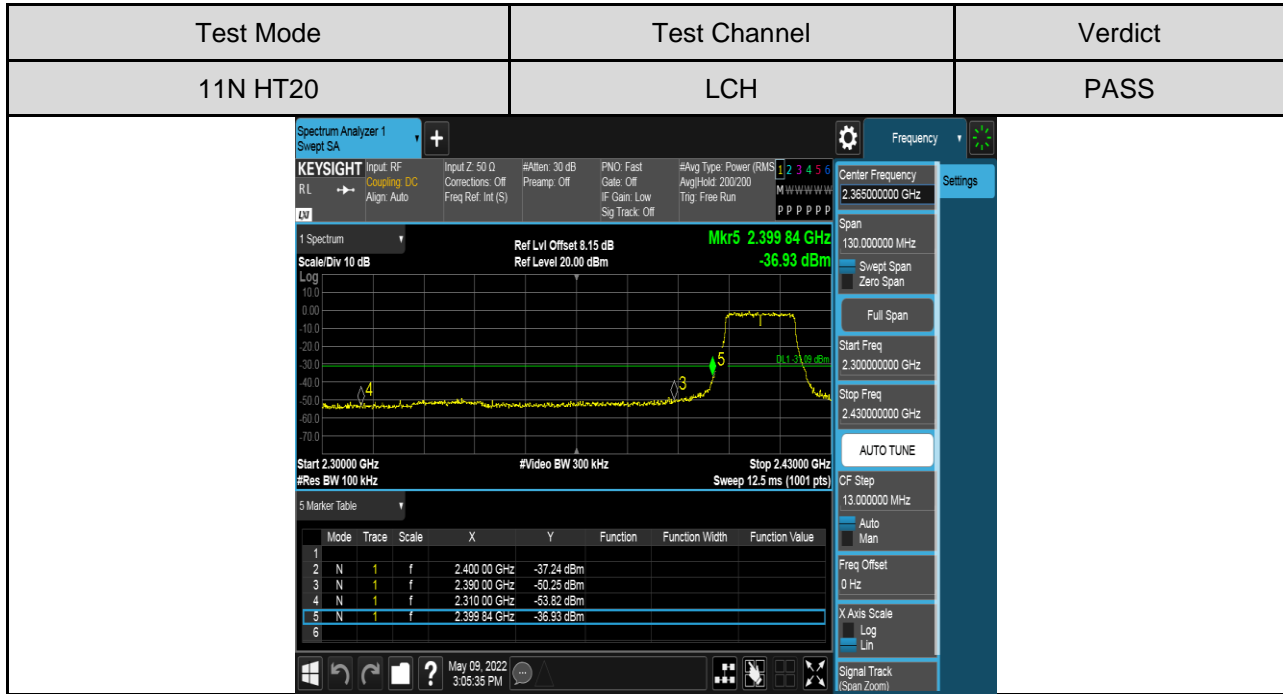 Test Mode Test Channel Verdict
11N HT20 LCH PASS
Spectrum Analyzer 1
Swept SA
+
Frequency
KEYSIGHT Input: RF Input Z: 50 Ω #Atten: 30 dB PNO: Fast #Avg Type: Power (RMS 1 2 3 4 5 6
RL Coupling: DC Corrections: Off Preamp: Off Gate: Off Avg|Hold: 200/200 M W W W W W
Align: Auto Freq Ref: Int (S) IF Gain: Low Trig: Free Run
LXI Sig Track: Off P P P P P P
1 Spectrum
Ref Lvl Offset 8.15 dB Mkr5 2.399 84 GHz
Scale/Div 10 dB Ref Level 20.00 dBm -36.93 dBm
Log
10.0
0.00
-10.0
-20.0
-30.0
-40.0
-50.0
-60.0
-70.0
4
3
5
Start 2.30000 GHz #Video BW 300 kHz Stop 2.43000 GHz
#Res BW 100 kHz Sweep 12.5 ms (1001 pts)
5 Marker Table
Mode Trace Scale X Y Function Function Width Function Value
1
2 N 1 f 2.400 00 GHz -37.24 dBm
3 N 1 f 2.390 00 GHz -50.25 dBm
4 N 1 f 2.310 00 GHz -53.82 dBm
5 N 1 f 2.399 84 GHz -36.93 dBm
6
?
May 09, 2022
3:05:35 PM
Center Frequency
2.365000000 GHz
Settings
Span
130.000000 MHz
Swept Span
Zero Span
Full Span
Start Freq
2.300000000 GHz
Stop Freq
2.430000000 GHz
AUTO TUNE
CF Step
13.000000 MHz
Auto
Man
Freq Offset
0 Hz
X Axis Scale
Log
Lin
Signal Track
(Span Zoom)